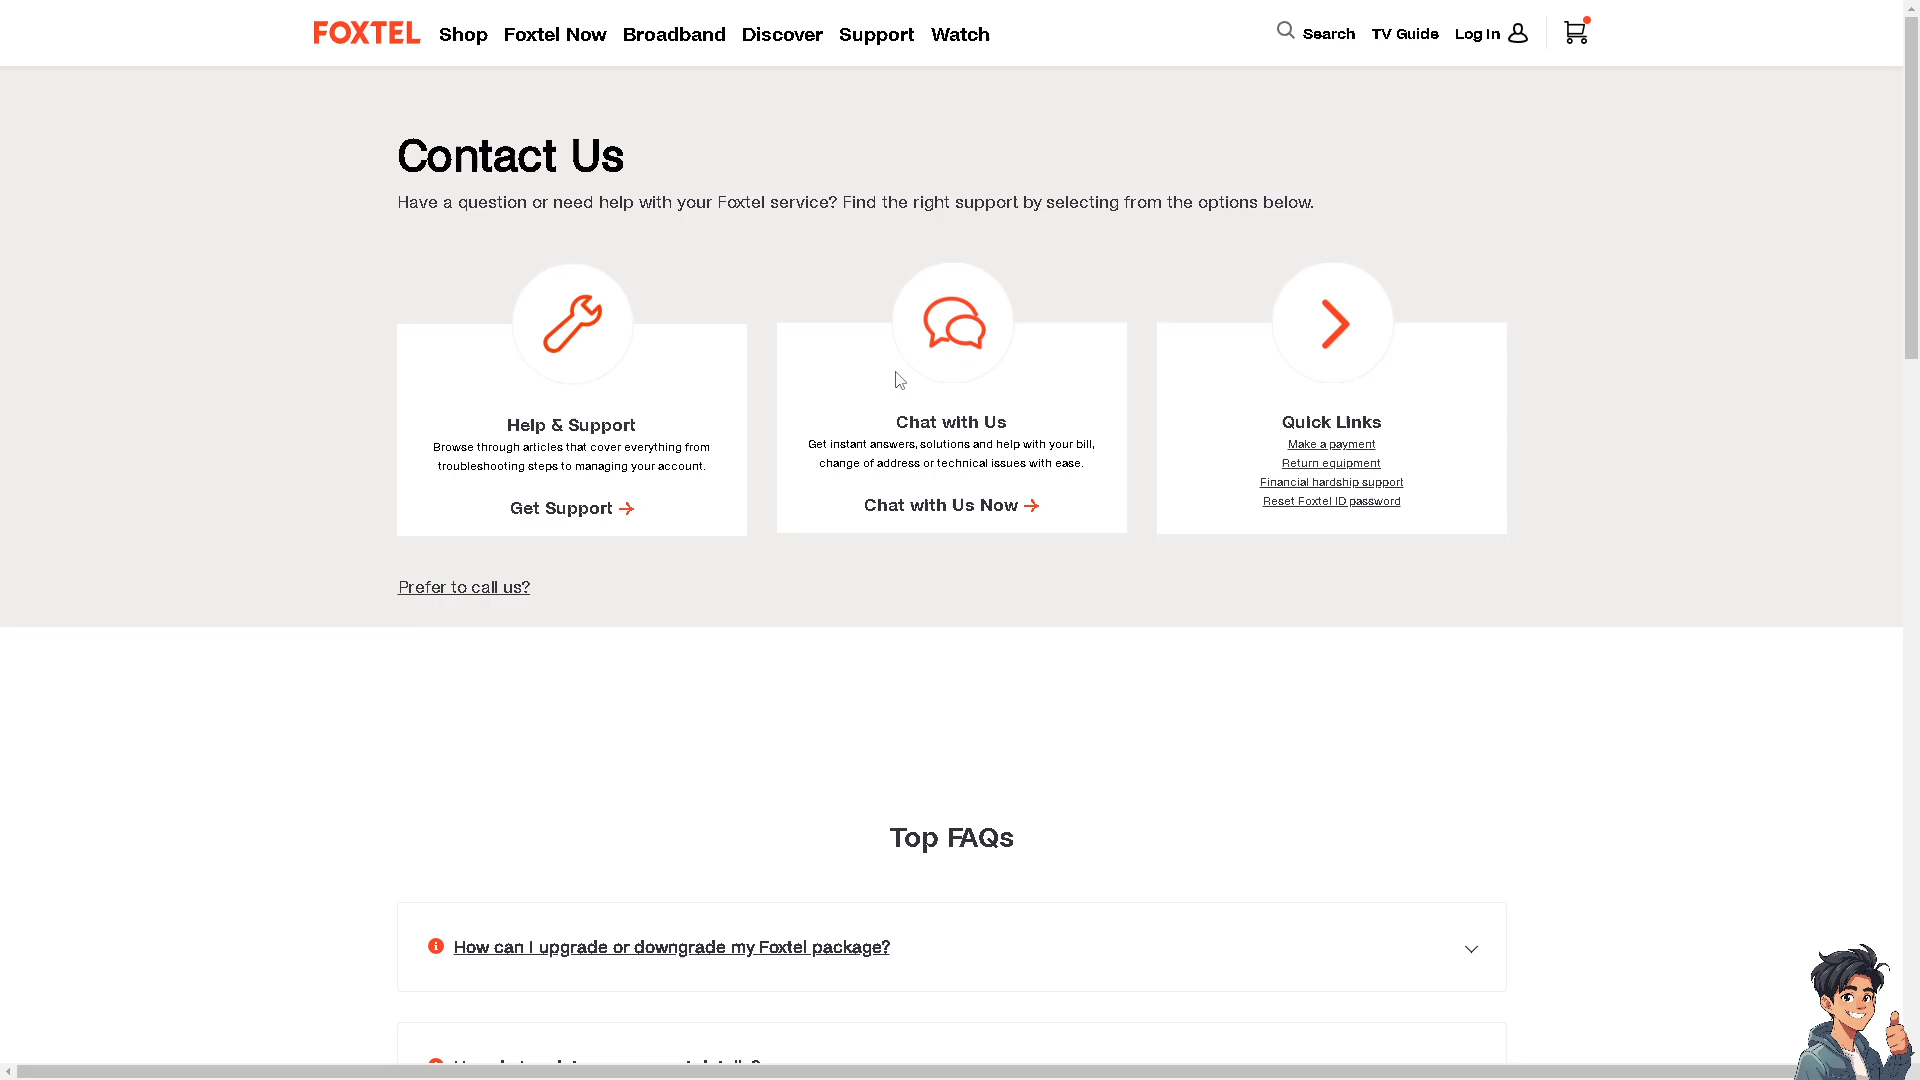 FOXTEL Shop Foxtel Now Broadband Discover Support Watch Search TV Guide Log In
Contact Us
Have a question or need help with your Foxtel service? Find the right support by selecting from the options below.
Help & Support
Browse through articles that cover everything from
troubleshooting steps to managing your account.
Get Support
Chat with Us
Get instant answers, solutions and help with your bill,
change of address or technical issues with ease.
Chat with Us Now
Quick Links
Make a payment
Return equipment
Financial hardship support
Reset Foxtel ID password
Prefer to call us?
Top FAQs
How can I upgrade or downgrade my Foxtel package?